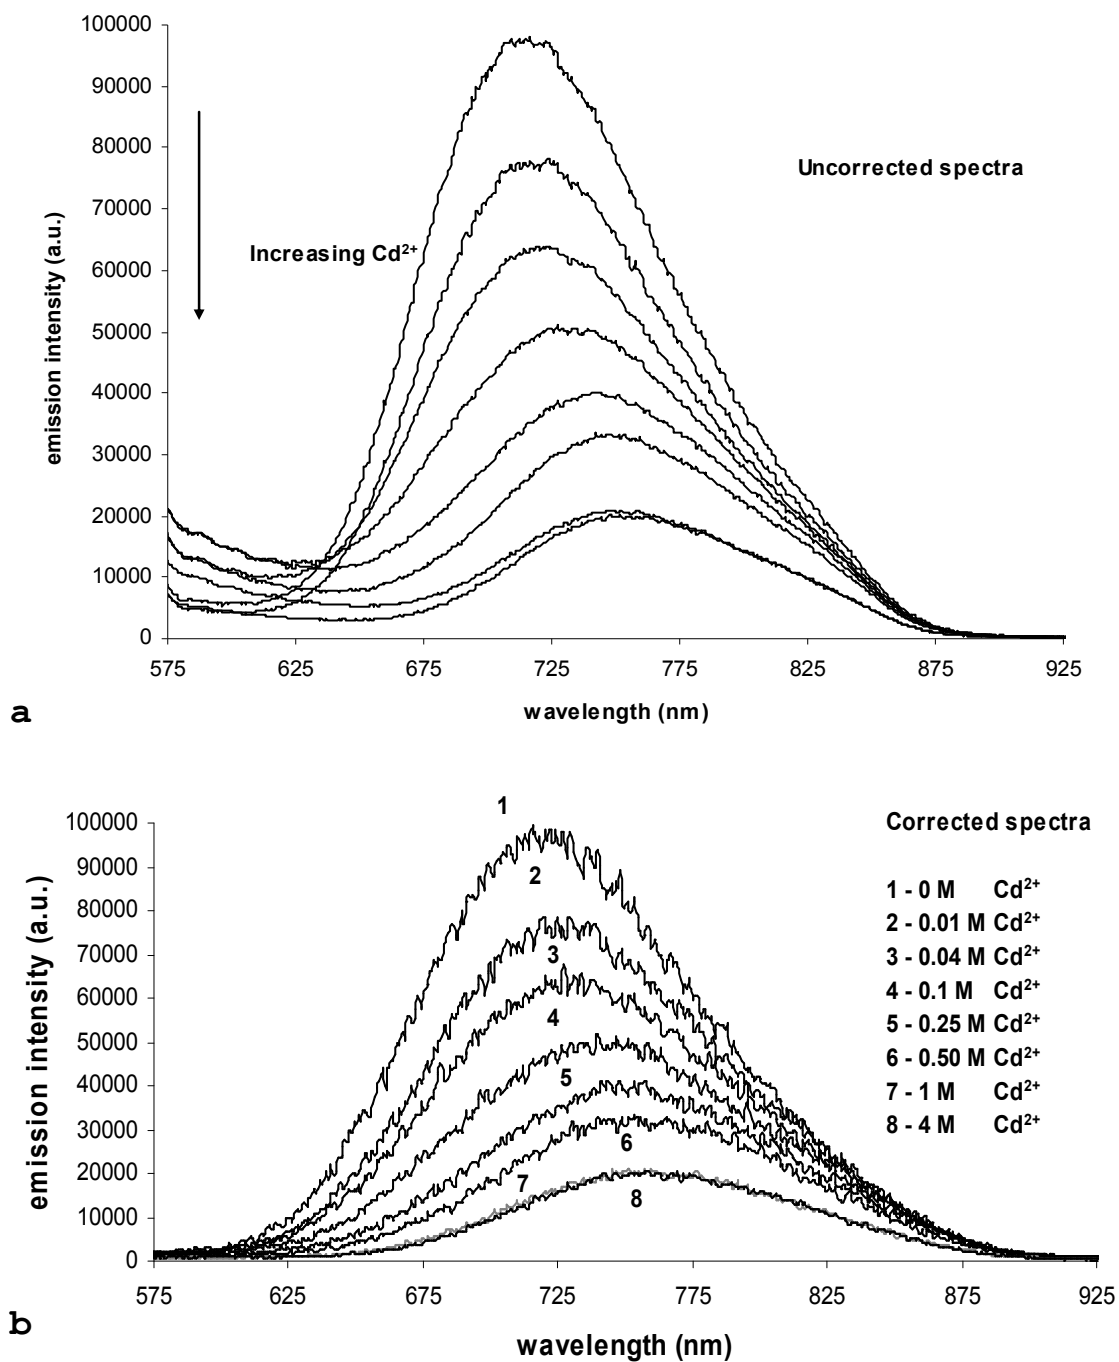 100000
90000
80000
70000
60000
50000
40000
30000
20000
10000
0
emission intensity (a.u.)
Uncorrected spectra
Increasing Cd²⁺
575 625 675 725 775 825 875 925
wavelength (nm)
a
100000
90000
80000
70000
60000
50000
40000
30000
20000
10000
0
emission intensity (a.u.)
1
2
3
4
5
6
7
8
Corrected spectra
1 - 0 M Cd²⁺
2 - 0.01 M Cd²⁺
3 - 0.04 M Cd²⁺
4 - 0.1 M Cd²⁺
5 - 0.25 M Cd²⁺
6 - 0.50 M Cd²⁺
7 - 1 M Cd²⁺
8 - 4 M Cd²⁺
575 625 675 725 775 825 875 925
wavelength (nm)
b